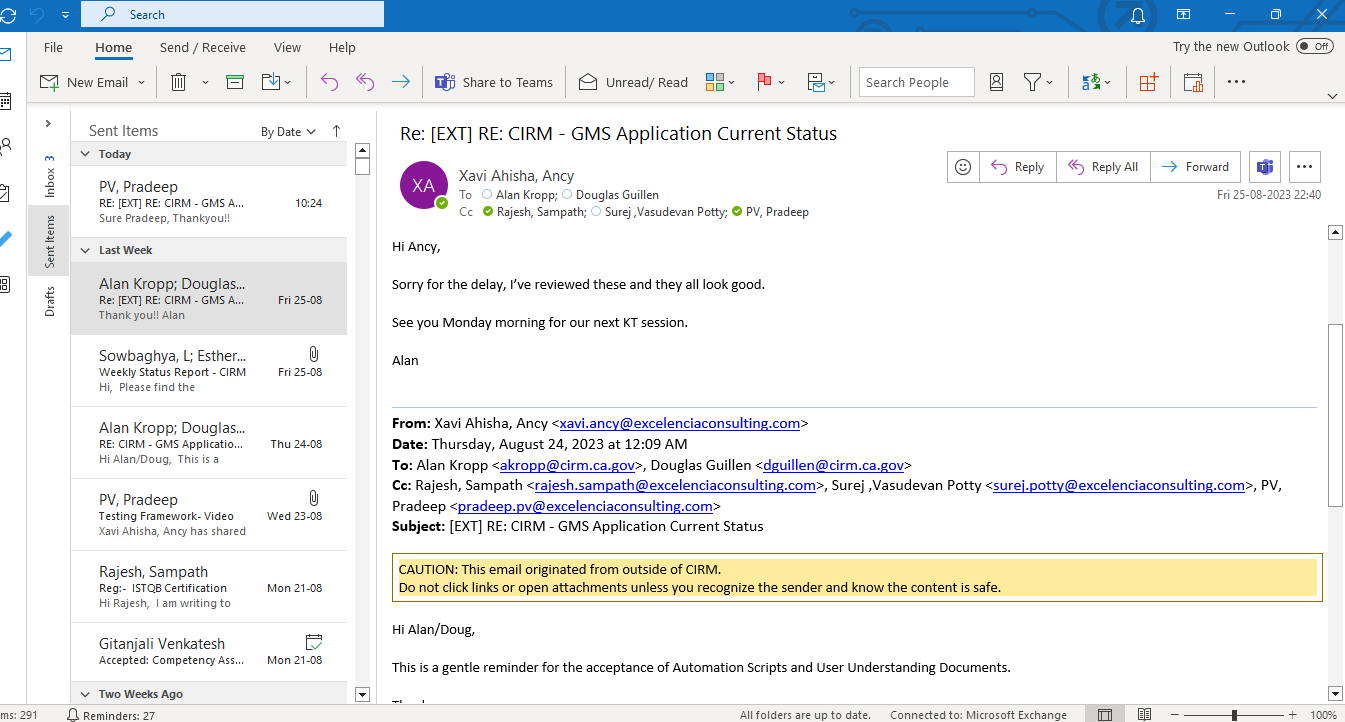 Search
File Home Send / Receive View Help
Try the new Outlook Off
New Email Share to Teams Unread/ Read Search People
Sent Items By Date
Inbox 3
Sent Items
Drafts
Today
PV, Pradeep
RE: [EXT] RE: CIRM - GMS A... 10:24
Sure Pradeep, Thankyou!!
Last Week
Alan Kropp; Douglas...
Re: [EXT] RE: CIRM - GMS A... Fri 25-08
Thank you!! Alan
Sowbaghya, L; Esther...
Weekly Status Report - CIRM Fri 25-08
Hi, Please find the
Alan Kropp; Douglas...
RE: CIRM - GMS Applicatio... Thu 24-08
Hi Alan/Doug, This is a
PV, Pradeep
Testing Framework- Video Wed 23-08
Xavi Ahisha, Ancy has shared
Rajesh, Sampath
Reg:- ISTQB Certification Mon 21-08
Hi Rajesh, I am writing to
Gitanjali Venkatesh
Accepted: Competency Ass... Mon 21-08
Two Weeks Ago
Re: [EXT] RE: CIRM - GMS Application Current Status
XA
Xavi Ahisha, Ancy
To Alan Kropp; Douglas Guillen
Cc Rajesh, Sampath; Surej ,Vasudevan Potty; PV, Pradeep
Reply Reply All Forward
Fri 25-08-2023 22:40
Hi Ancy,
Sorry for the delay, I've reviewed these and they all look good.
See you Monday morning for our next KT session.
Alan
From: Xavi Ahisha, Ancy <xavi.ancy@excelenciaconsulting.com>
Date: Thursday, August 24, 2023 at 12:09 AM
To: Alan Kropp <akropp@cirm.ca.gov>, Douglas Guillen <dguillen@cirm.ca.gov>
Cc: Rajesh, Sampath <rajesh.sampath@excelenciaconsulting.com>, Surej ,Vasudevan Potty <surej.potty@excelenciaconsulting.com>, PV,
Pradeep <pradeep.pv@excelenciaconsulting.com>
Subject: [EXT] RE: CIRM - GMS Application Current Status
CAUTION: This email originated from outside of CIRM.
Do not click links or open attachments unless you recognize the sender and know the content is safe.
Hi Alan/Doug,
This is a gentle reminder for the acceptance of Automation Scripts and User Understanding Documents.
ms: 291 Reminders: 27 All folders are up to date. Connected to: Microsoft Exchange 100%